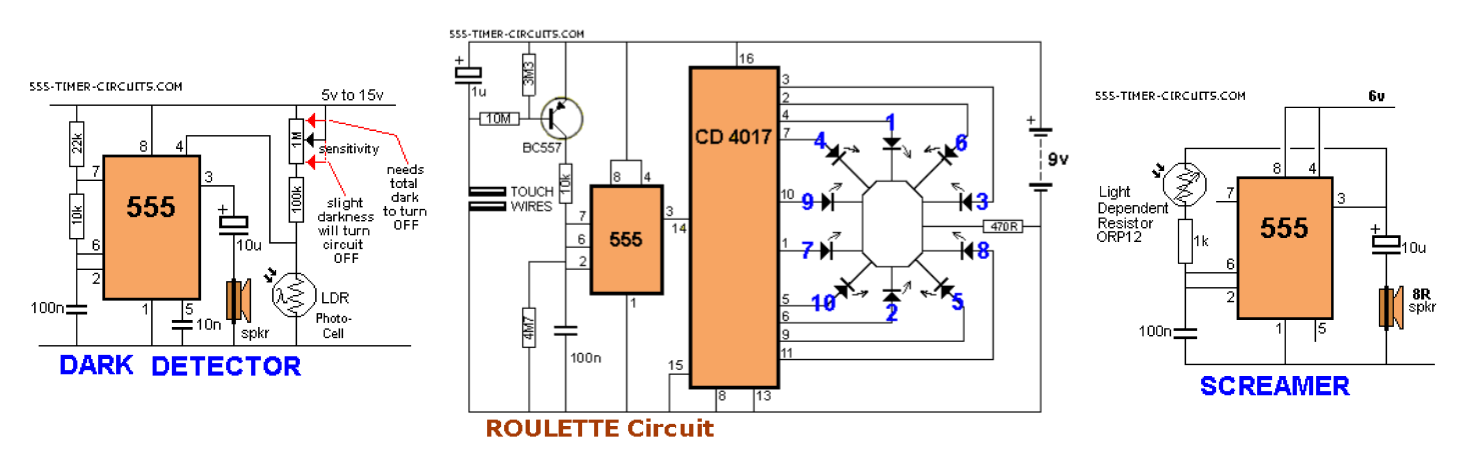 555-TIMER-CIRCUITS.COM
5v to 15v
22k
8
4
1M
sensitivity
7
3
555
10k
100k
needs
total
dark
to turn
OFF
slight
darkness
will turn
circuit
OFF
6
2
10u
100n
1
5
10n
spkr
λ
LDR
Photo-
Cell
DARK DETECTOR
555-TIMER-CIRCUITS.COM
1u
3M3
10M
BC557
10k
TOUCH
WIRES
8
4
7
6
2
555
3
14
1
4M7
100n
15
16
CD 4017
3
2
4
7
10
1
5
6
9
11
8
13
1
4
6
9
3
7
8
10
2
5
470R
+
9v
ROULETTE Circuit
555-TIMER-CIRCUITS.COM
6v
8
4
7
3
555
Light
Dependent
Resistor
ORP12
1k
6
2
10u
8R
spkr
100n
1
5
SCREAMER